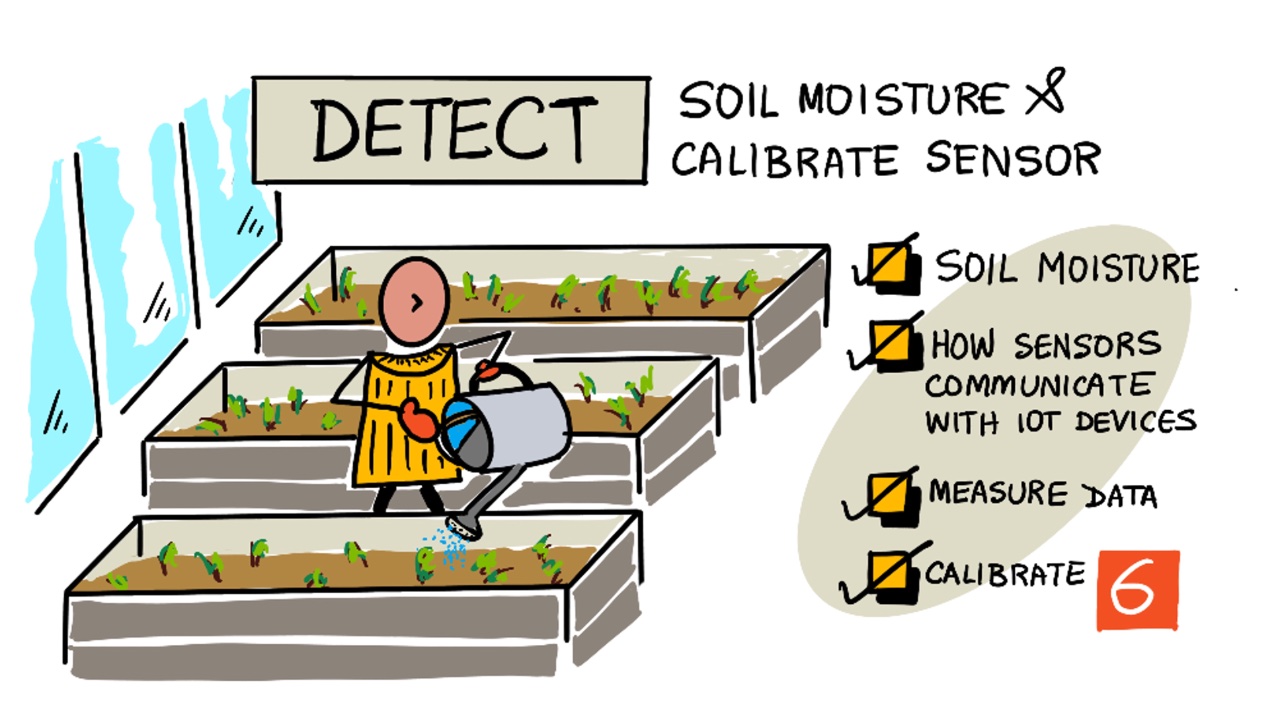 DETECT
SOIL MOISTURE &
CALIBRATE SENSOR
SOIL MOISTURE
HOW SENSORS
COMMUNICATE
WITH IOT DEVICES
MEASURE DATA
CALIBRATE
6